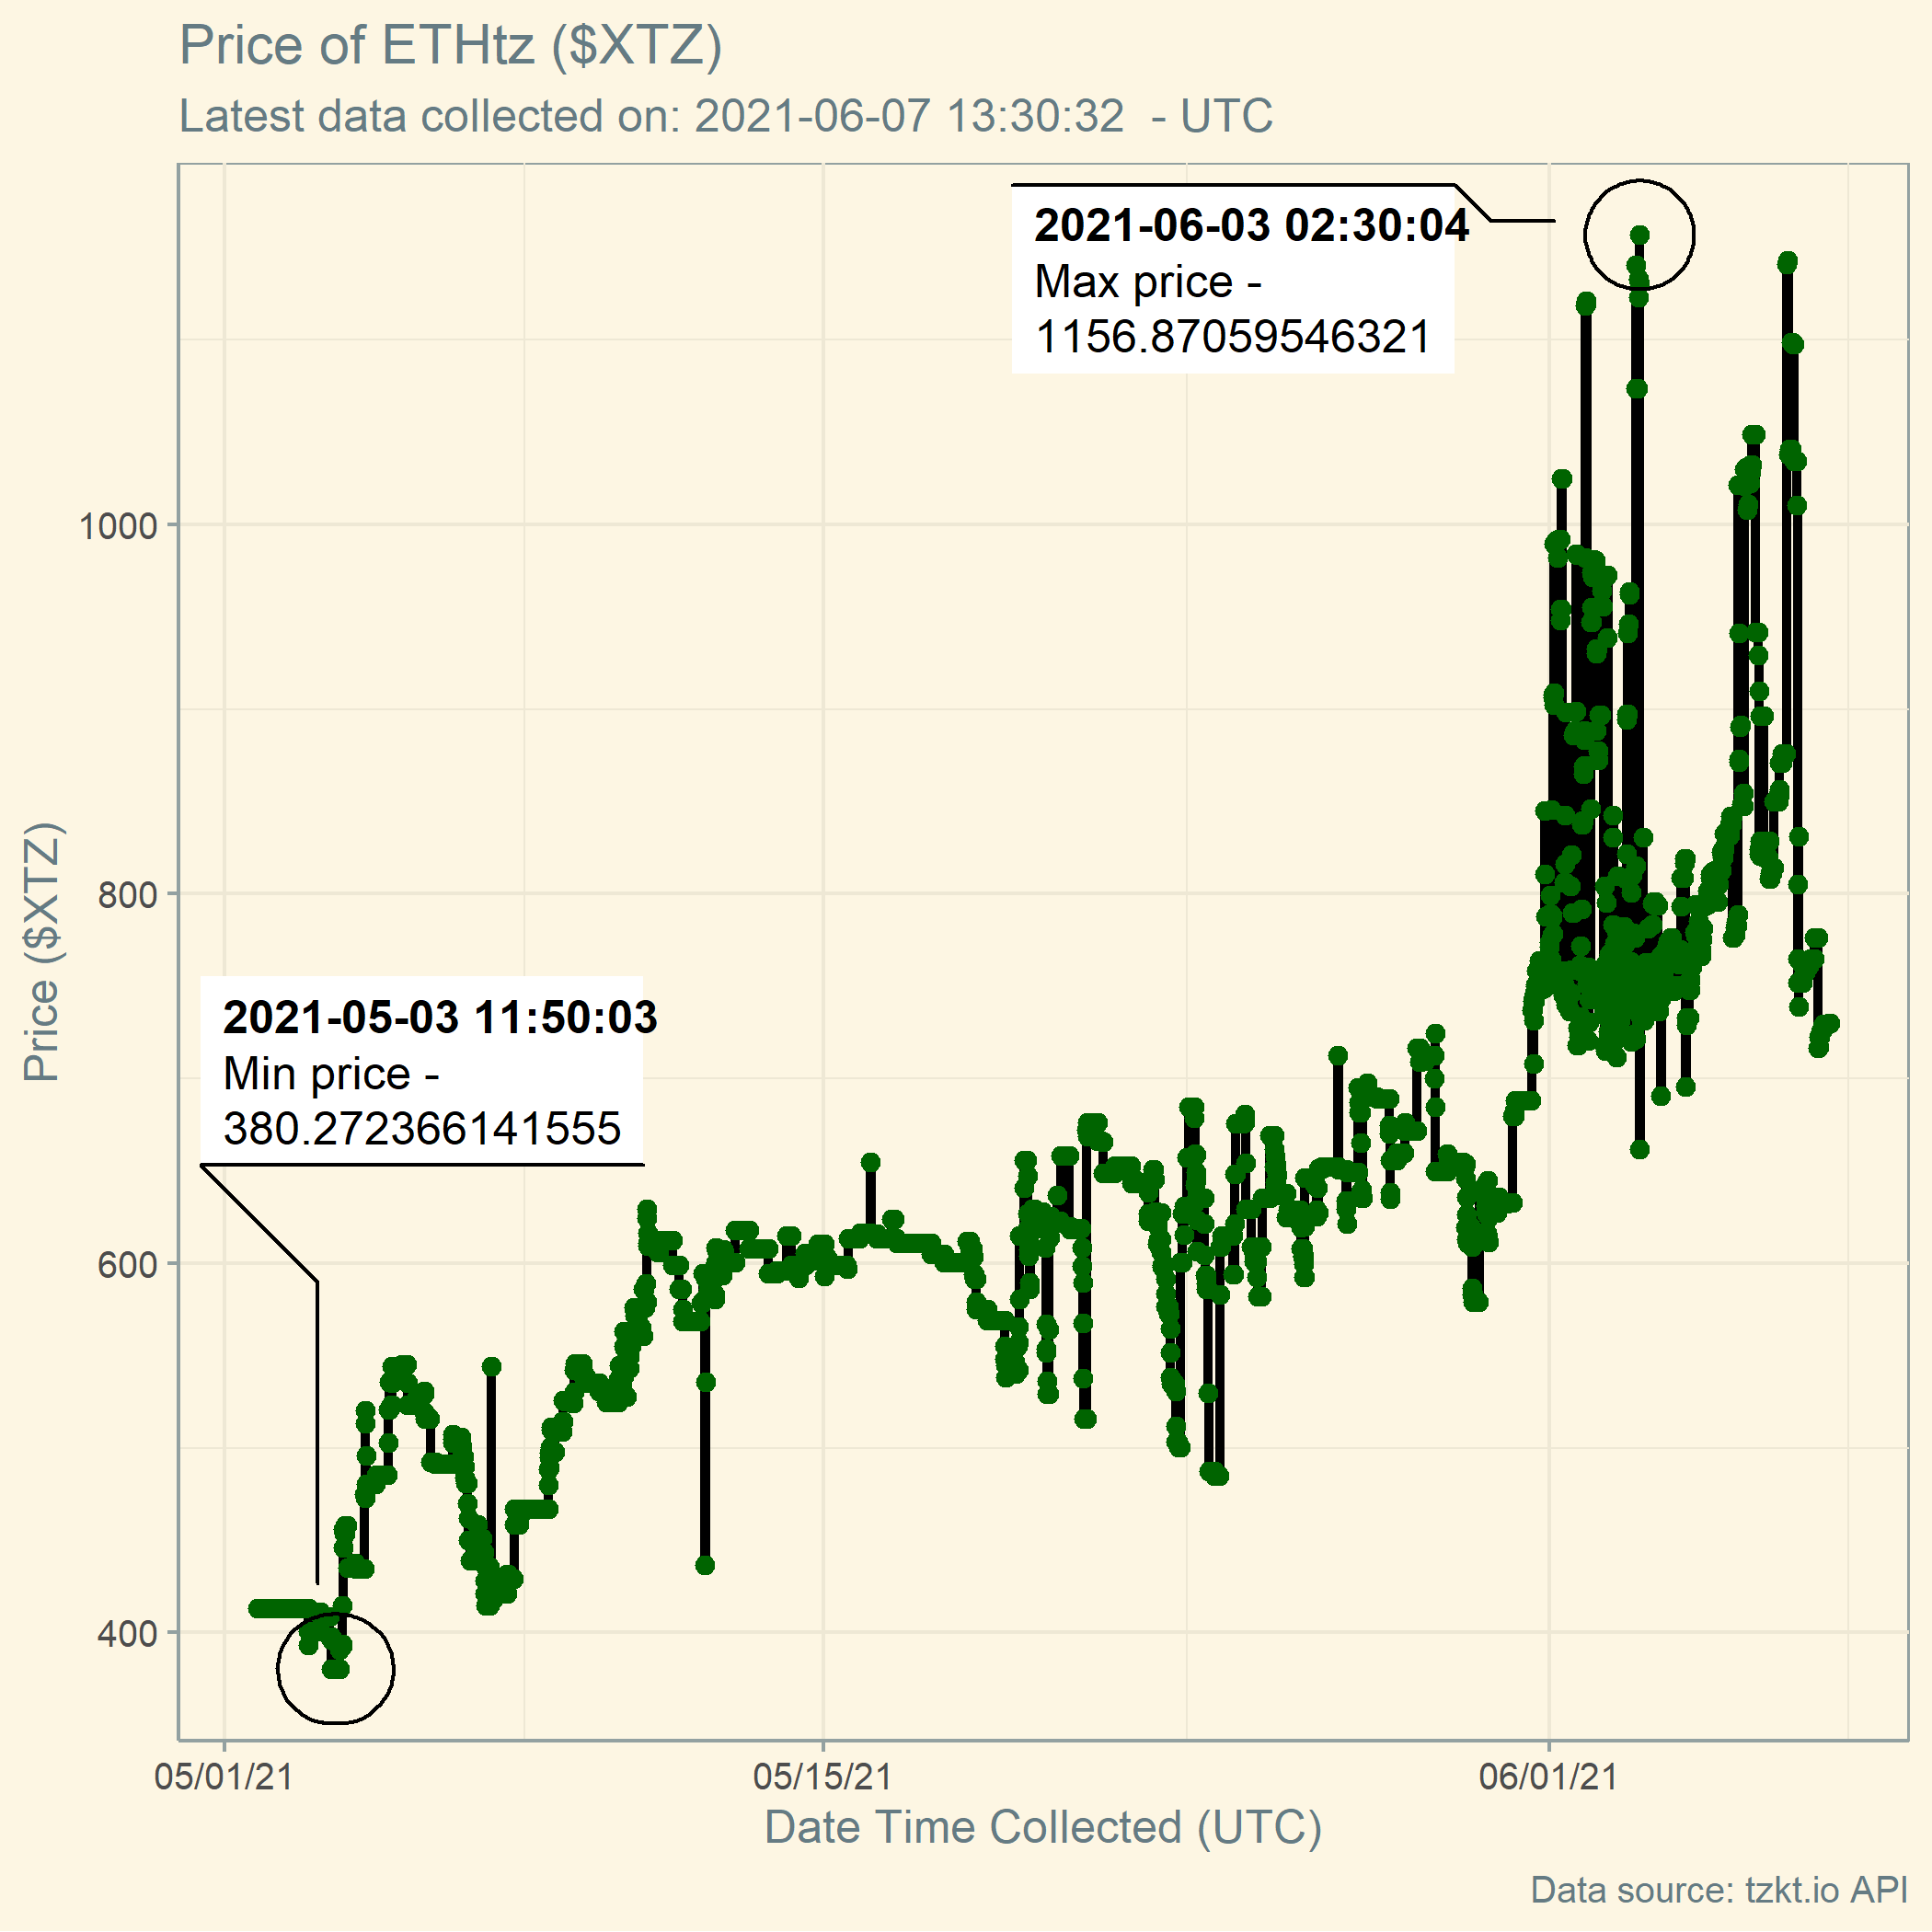 Price of ETHtz ($XTZ)
Latest data collected on: 2021-06-07 13:30:32  - UTC
2021-06-03 02:30:04
Max price -
1156.87059546321
1000
800
600
400
Price ($XTZ)
2021-05-03 11:50:03
Min price -
380.272366141555
05/01/21
05/15/21
06/01/21
Date Time Collected (UTC)
Data source: tzkt.io API